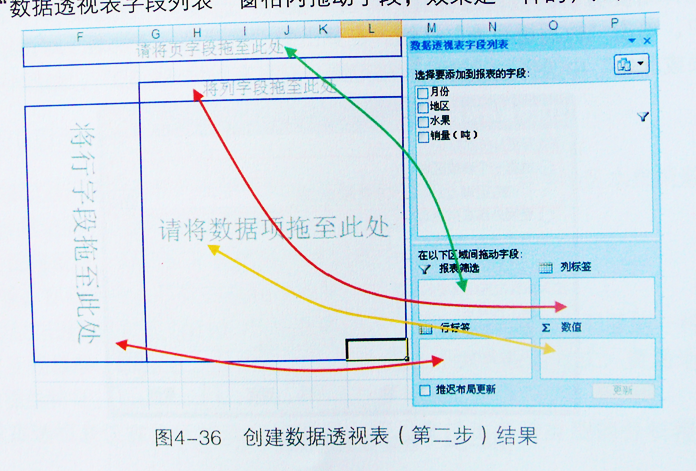 “数据透视表字段列表”窗格内拖动字段，效果是一样的，
F G H I J K L M N O P
请将页字段拖至此处
将列字段拖至此处
将行字段拖至此处
请将数据项拖至此处
数据透视表字段列表
选择要添加到报表的字段：
月份
地区
水果
销量（吨）
在以下区域间拖动字段：
报表筛选
列标签
行标签
Σ 数值
推迟布局更新
更新
图4-36 创建数据透视表（第二步）结果